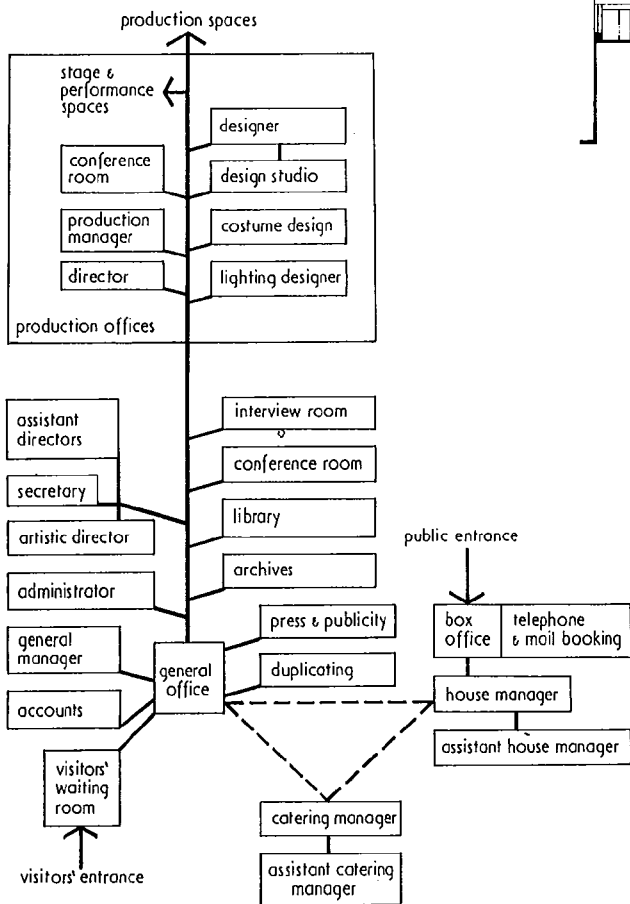 production spaces
stage &
performance
spaces
designer
conference
room
design studio
production
manager
costume design
director
lighting designer
production offices
assistant
directors
interview room
conference room
secretary
library
artistic director
archives
administrator
general
manager
general
office
press & publicity
duplicating
accounts
visitors'
waiting
room
visitors' entrance
public entrance
box
office
telephone
& mail booking
house manager
assistant house manager
catering manager
assistant catering
manager